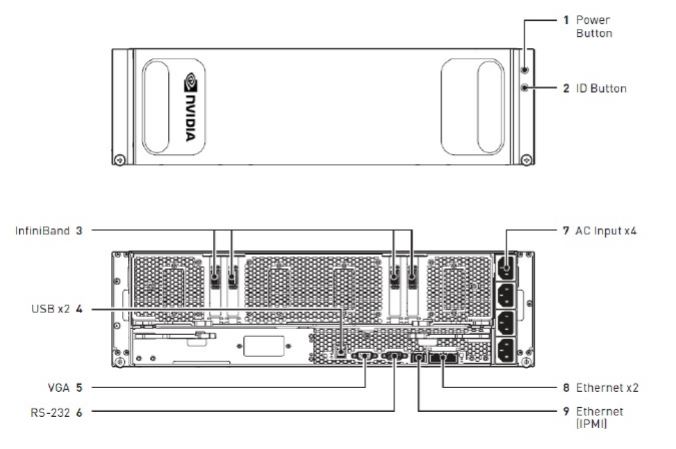 1 Power
Button
2 ID Button
NVIDIA
InfiniBand 3
7 AC Input x4
USB x2 4
VGA 5
8 Ethernet x2
RS-232 6
9 Ethernet
(IPMI)